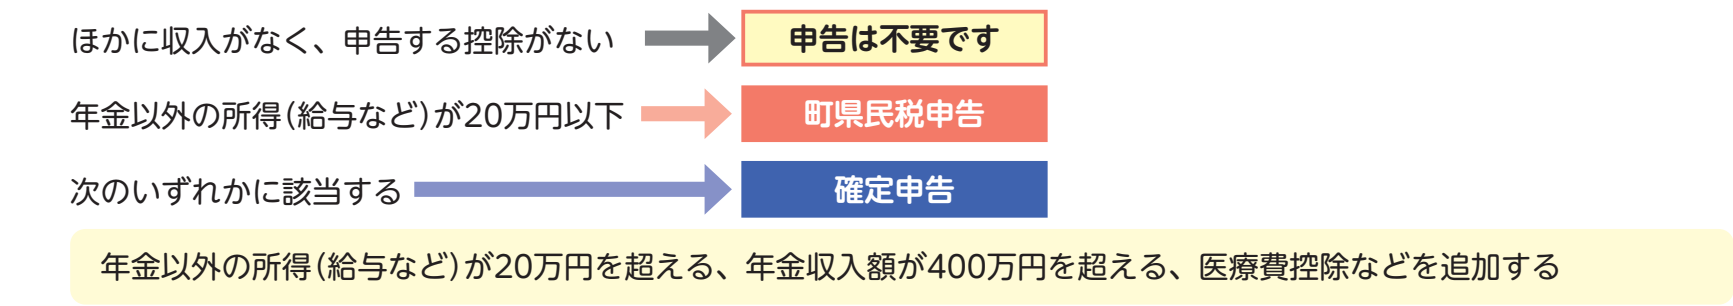 ほかに収入がなく、申告する控除がない 申告は不要です
年金以外の所得(給与など)が20万円以下 町県民税申告
次のいずれかに該当する 確定申告
年金以外の所得(給与など)が20万円を超える、年金収入額が400万円を超える、医療費控除などを追加する